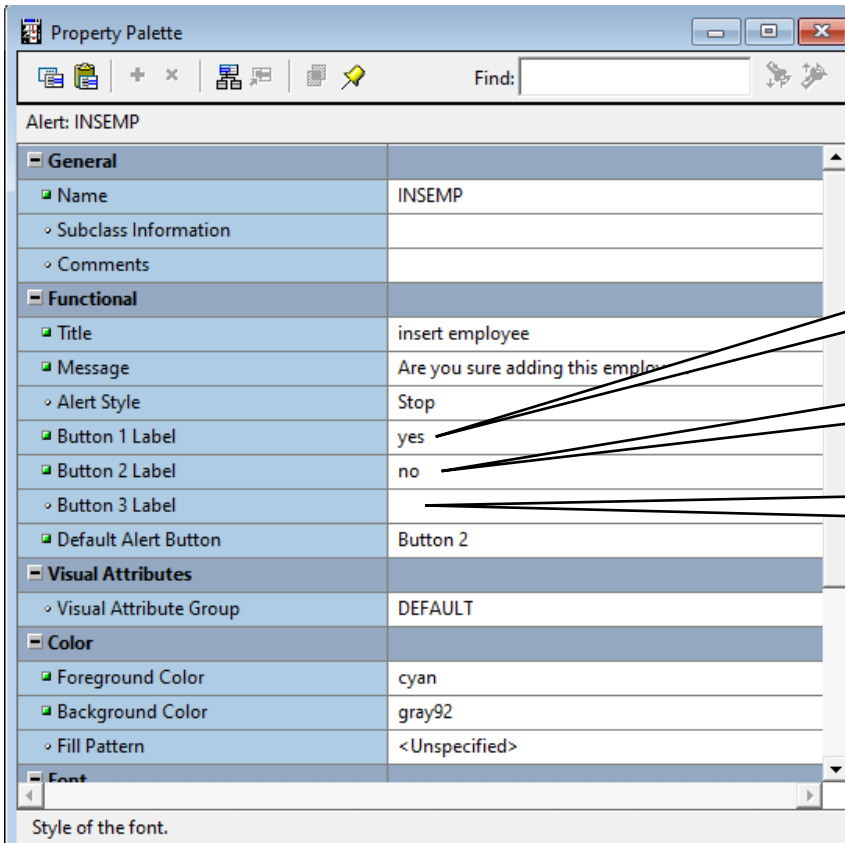 Property Palette
Find:
Alert: INSEMP
General
Name INSEMP
Subclass Information
Comments
Functional
Title insert employee
Message Are you sure adding this
Alert Style Stop
Button 1 Label yes
Button 2 Label no
Button 3 Label
Default Alert Button Button 2
Visual Attributes
Visual Attribute Group DEFAULT
Color
Foreground Color cyan
Background Color gray92
Fill Pattern <Unspecified>
Font
Style of the font.